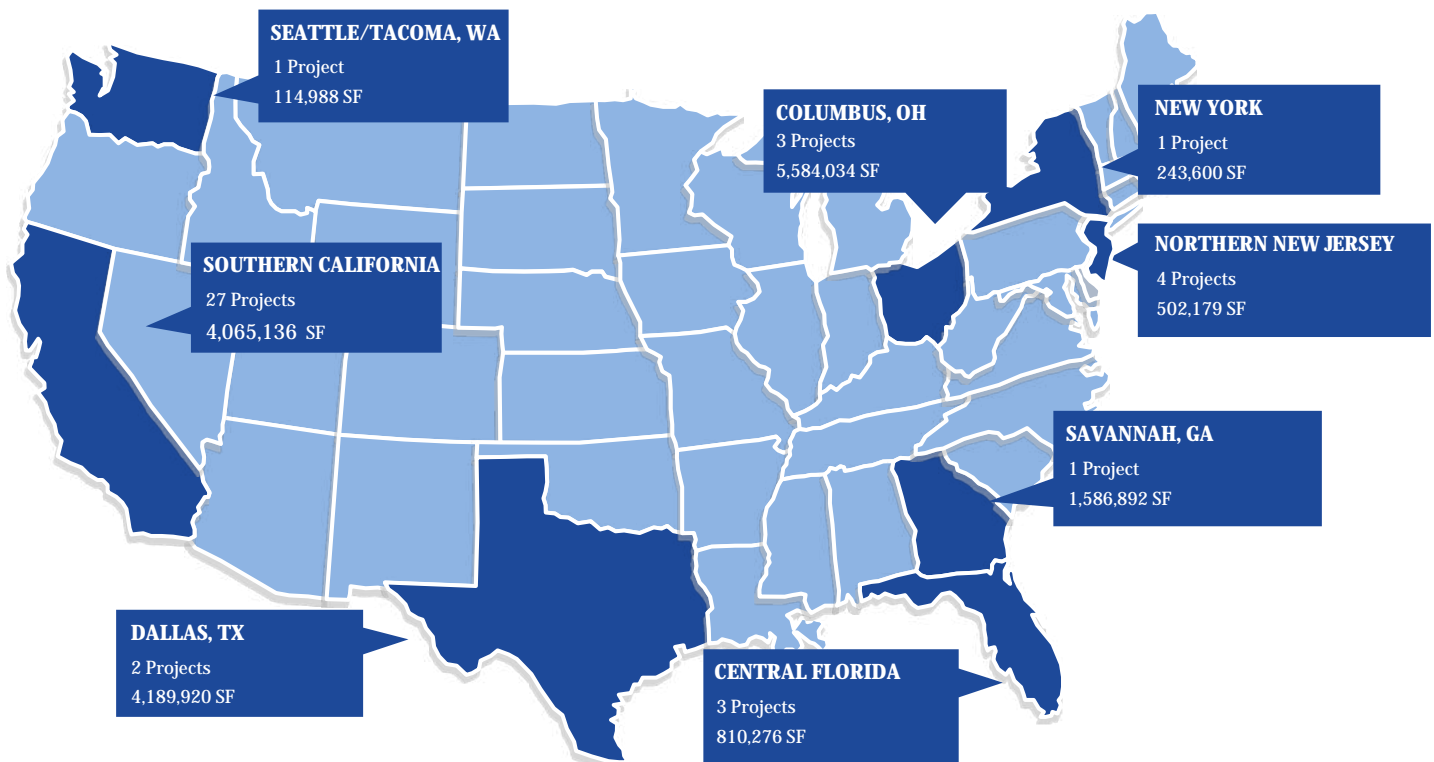 SEATTLE/TACOMA, WA
1 Project
114,988 SF
COLUMBUS, OH
3 Projects
5,584,034 SF
NEW YORK
1 Project
243,600 SF
NORTHERN NEW JERSEY
4 Projects
502,179 SF
SOUTHERN CALIFORNIA
27 Projects
4,065,136 SF
SAVANNAH, GA
1 Project
1,586,892 SF
DALLAS, TX
2 Projects
4,189,920 SF
CENTRAL FLORIDA
3 Projects
810,276 SF